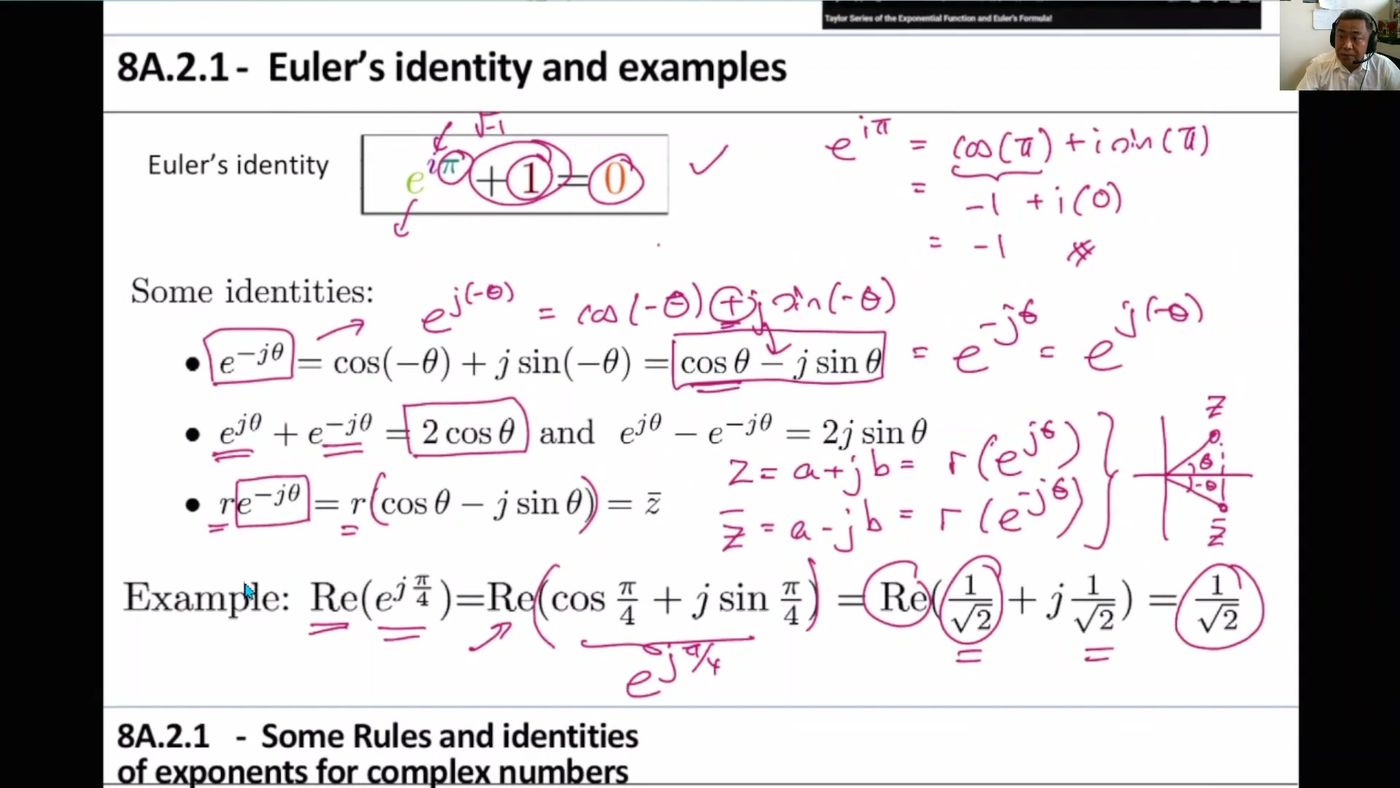 Taylor Series of the Exponential Function and Euler's Formula!
8A.2.1 - Euler's identity and examples
√-1
Euler's identity e^{iπ} + 1 = 0 ✓
e^{iπ} = cos(π) + i sin(π)
= -1 + i(0)
= -1 #
Some identities:
e^{j(-θ)} = cos(-θ) + j sin(-θ)
• e^{-jθ} = cos(-θ) + j sin(-θ) = cos θ - j sin θ = e^{-jθ} = e^{j(-θ)}
• e^{jθ} + e^{-jθ} = 2 cos θ and e^{jθ} - e^{-jθ} = 2j sin θ
z = a + jb = r(e^{jθ})
• re^{-jθ} = r(cos θ - j sin θ) = z̄
z̄ = a - jb = r(e^{-jθ})
z
θ
-θ
z̄
Example: Re(e^{j π/4})=Re(cos π/4 + j sin π/4) = Re(1/√2 + j 1/√2) = 1/√2
e^{jπ/4}
8A.2.1 - Some Rules and identities
of exponents for complex numbers